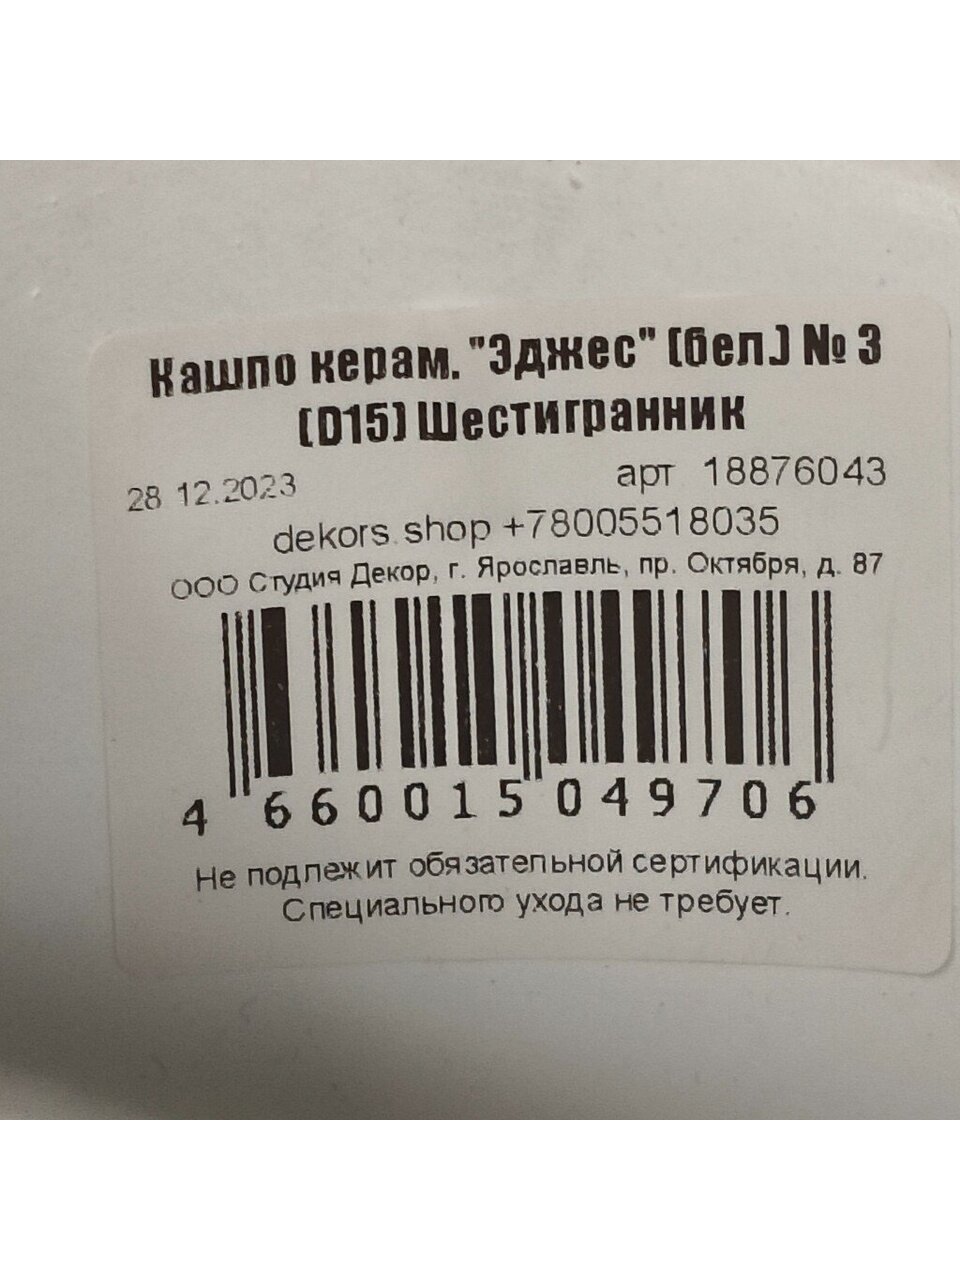 Кашпо керам. "Эджес" (бел.) № 3
(D15) Шестигранник
28 12.2023 арт 18876043
dekors.shop +78005518035
ООО Студия Декор, г. Ярославль, пр. Октября, д. 87
4 660015 049706
Не подлежит обязательной сертификации.
Специального ухода не требует.